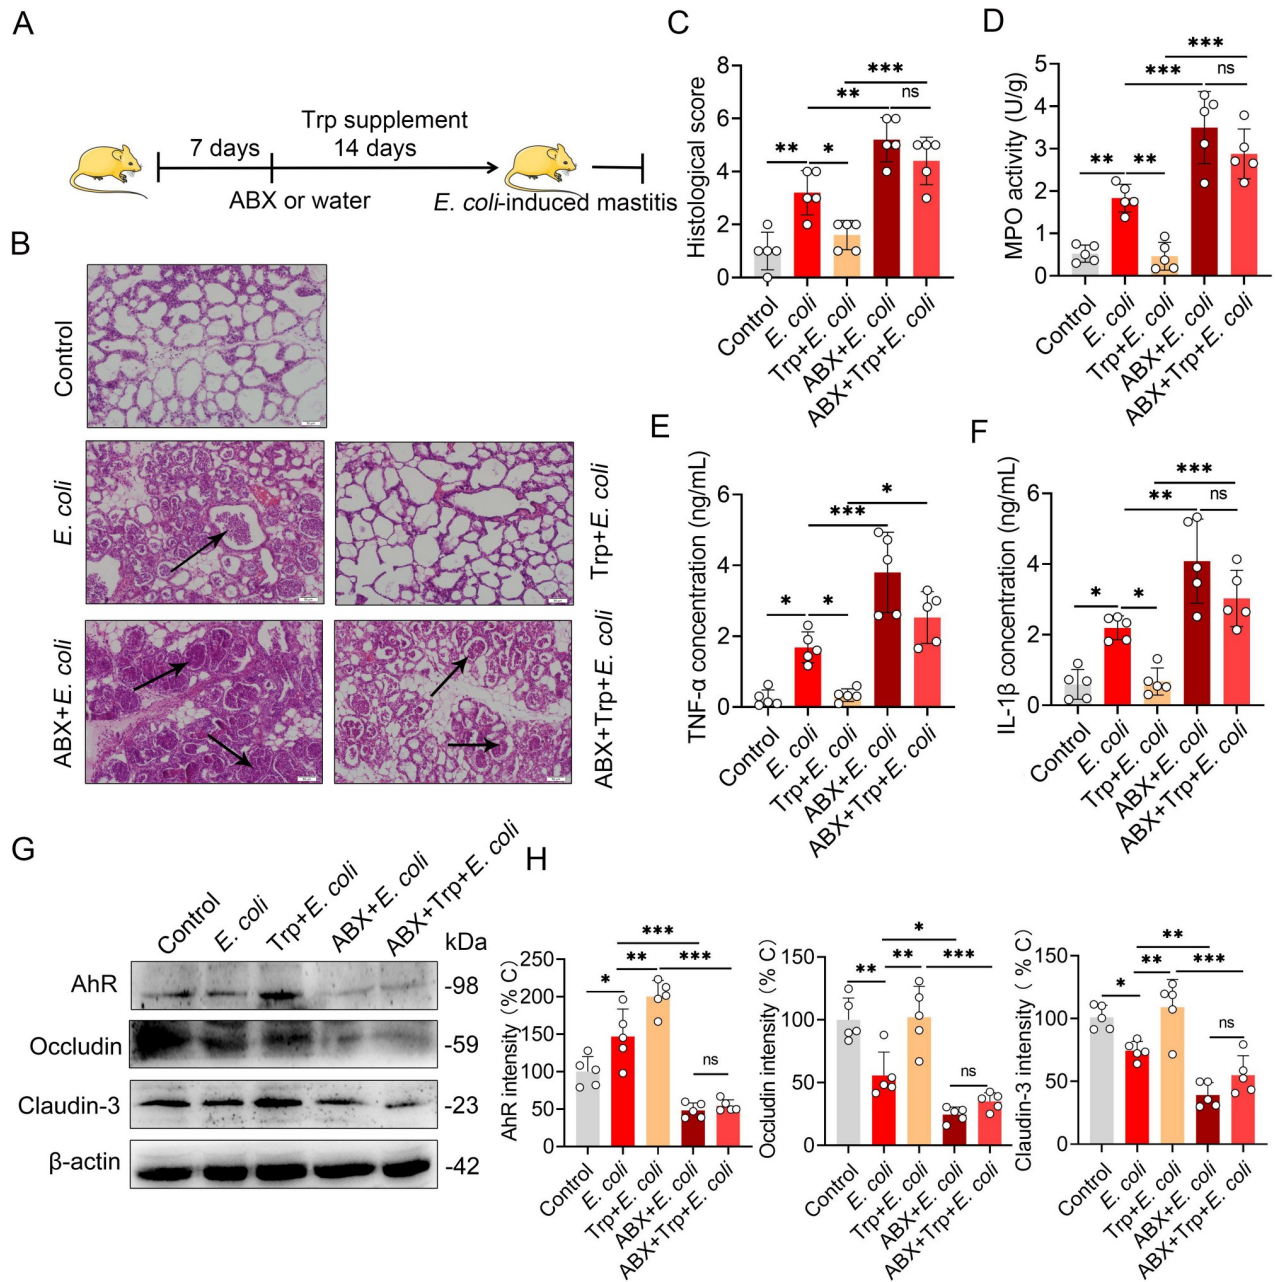 A
7 days
Trp supplement
14 days
ABX or water
E. coli-induced mastitis
B
Control
E. coli
Trp+E. coli
ABX+E. coli
ABX+Trp+E. coli
C
Histological score
8
6
4
2
0
** * ** *** ns
Control
E. coli
Trp+E. coli
ABX+E. coli
ABX+Trp+E. coli
D
MPO activity (U/g)
5
4
3
2
1
0
** ** *** *** ns
Control
E. coli
Trp+E. coli
ABX+E. coli
ABX+Trp+E. coli
E
TNF-α concentration (ng/mL)
6
4
2
0
* * *** *
Control
E. coli
Trp+E. coli
ABX+E. coli
ABX+Trp+E. coli
F
IL-1β concentration (ng/mL)
6
4
2
0
* * ** *** ns
Control
E. coli
Trp+E. coli
ABX+E. coli
ABX+Trp+E. coli
G
Control
E. coli
Trp+E. coli
ABX+E. coli
ABX+Trp+E. coli
kDa
AhR
-98
Occludin
-59
Claudin-3
-23
β-actin
-42
H
AhR intensity (% C)
250
200
150
100
50
0
* ** *** *** ns
Control
E. coli
Trp+E. coli
ABX+E. coli
ABX+Trp+E. coli
Occludin intensity (% C)
150
100
50
0
** ** * *** ns
Control
E. coli
Trp+E. coli
ABX+E. coli
ABX+Trp+E. coli
Claudin-3 intensity (% C)
150
100
50
0
* ** ** *** ns
Control
E. coli
Trp+E. coli
ABX+E. coli
ABX+Trp+E. coli